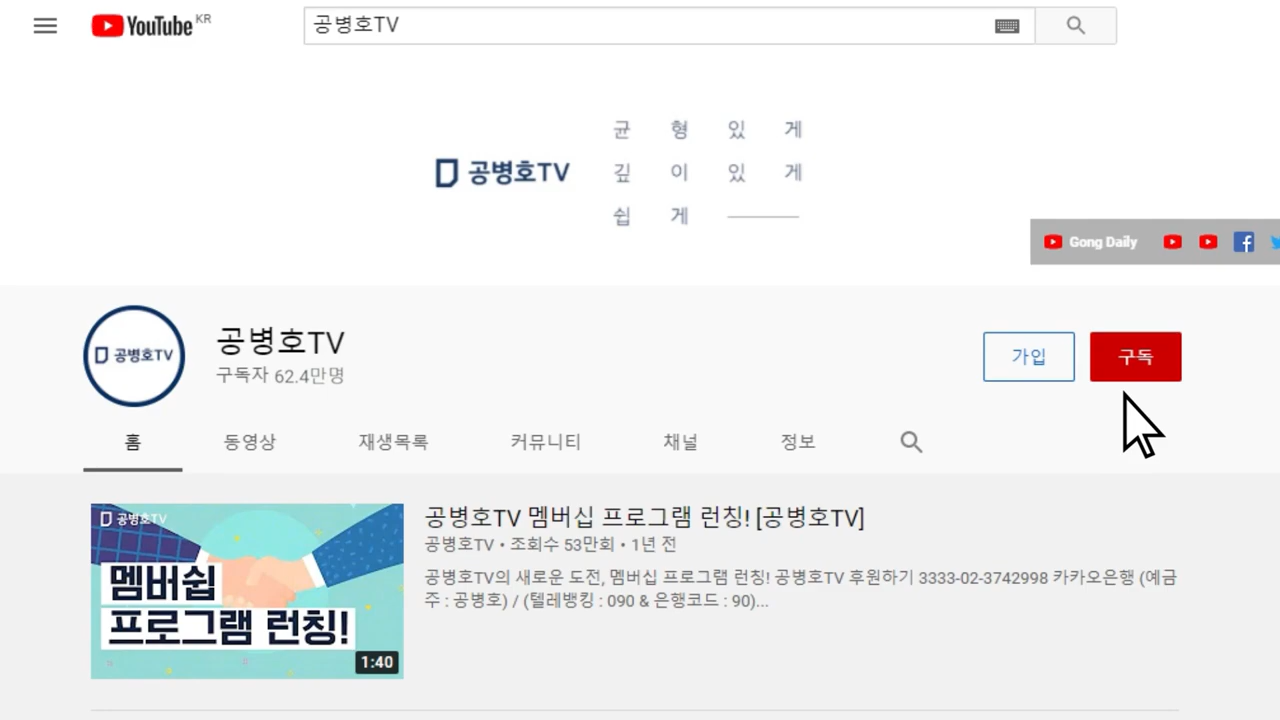 YouTube KR
공병호TV
균 형 있 게
공병호TV
깊 이 있 게
쉽 게
Gong Daily
공병호TV
공병호TV
구독자 62.4만명
가입
구독
홈
동영상
재생목록
커뮤니티
채널
정보
공병호TV
멤버쉽
프로그램 런칭!
1:40
공병호TV 멤버십 프로그램 런칭! [공병호TV]
공병호TV • 조회수 53만회 • 1년 전
공병호TV의 새로운 도전, 멤버십 프로그램 런칭! 공병호TV 후원하기 3333-02-3742998 카카오은행 (예금
주 : 공병호) / (텔레뱅킹 : 090 & 은행코드 : 90)...